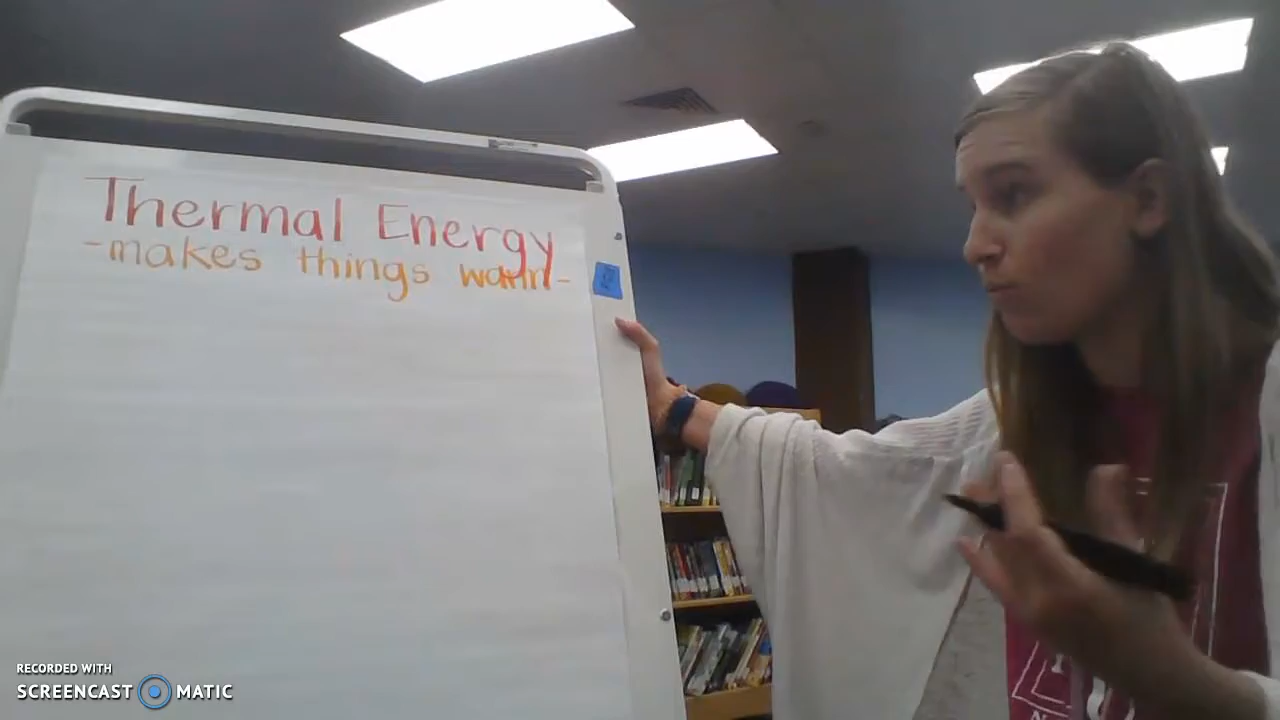 Thermal Energy
-makes things warm-
RECORDED WITH
SCREENCAST MATIC